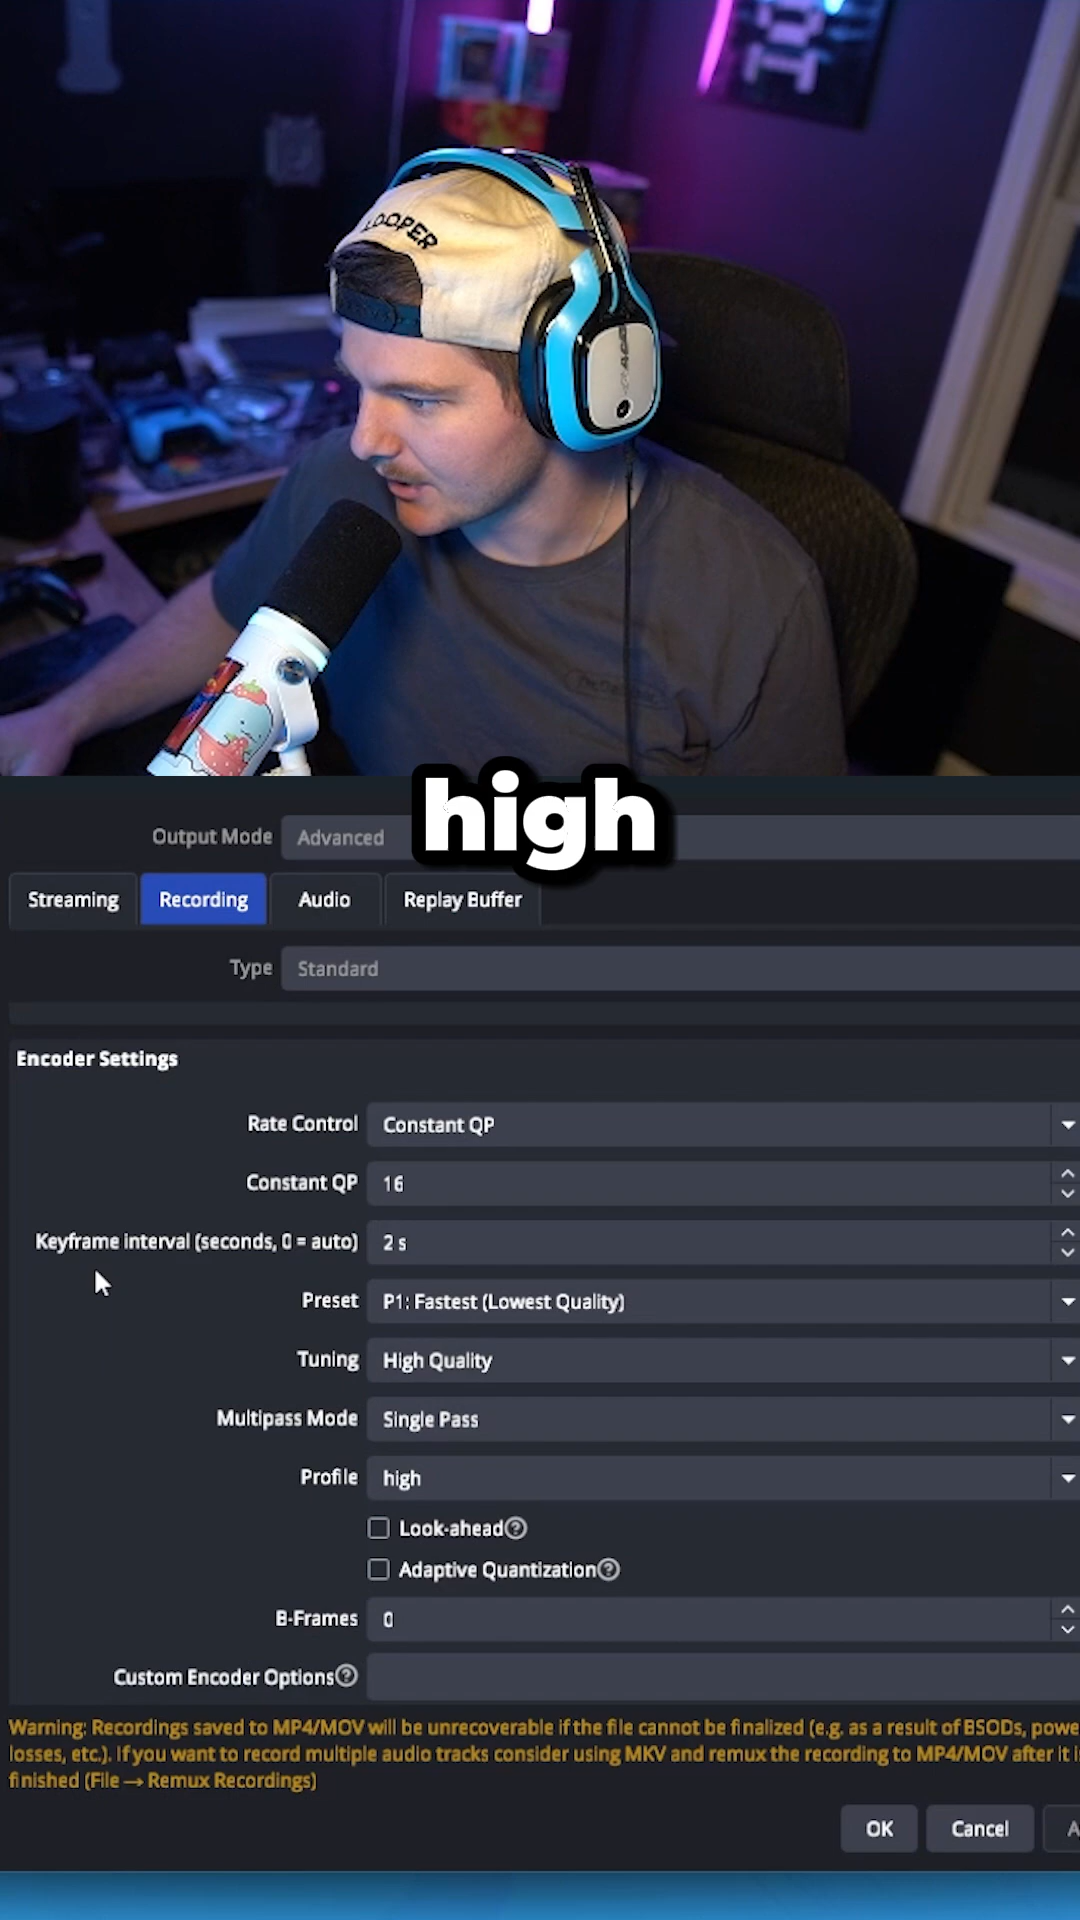 LOOPER
high
Output Mode Advanced
Streaming Recording Audio Replay Buffer
Type Standard
Encoder Settings
Rate Control Constant QP
Constant QP 16
Keyframe interval (seconds, 0 = auto) 2 s
Preset P1: Fastest (Lowest Quality)
Tuning High Quality
Multipass Mode Single Pass
Profile high
Look-ahead
Adaptive Quantization
B-Frames 0
Custom Encoder Options
Warning: Recordings saved to MP4/MOV will be unrecoverable if the file cannot be finalized (e.g. as a result of BSODs, powe
losses, etc.). If you want to record multiple audio tracks consider using MKV and remux the recording to MP4/MOV after it i
finished (File → Remux Recordings)
OK Cancel A